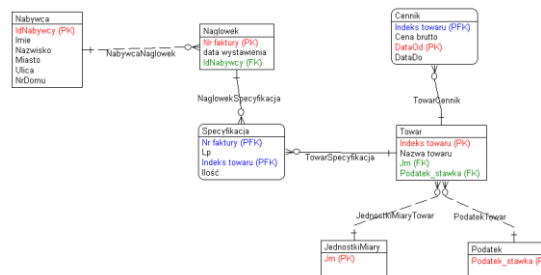 Nabywca
IdNabywcy (PK)
Imie
Nazwisko
Miasto
Ulica
NrDomu
NabywcaNaglowek
Naglowek
Nr faktury (PK)
data wystawienia
IdNabywcy (FK)
NaglowekSpecyfikacja
Cennik
Indeks towaru (PFK)
Cena brutto
DataOd (PK)
DataDo
TowarCennik
Specyfikacja
Nr faktury (PFK)
Lp
Indeks towaru (PFK)
Ilość
TowarSpecyfikacja
Towar
Indeks towaru (PK)
Nazwa towaru
Jm (FK)
Podatek_stawka (FK)
JednostkiMiaryTowar
PodatekTowar
JednostkiMiary
Jm (PK)
Podatek
Podatek_stawka (P